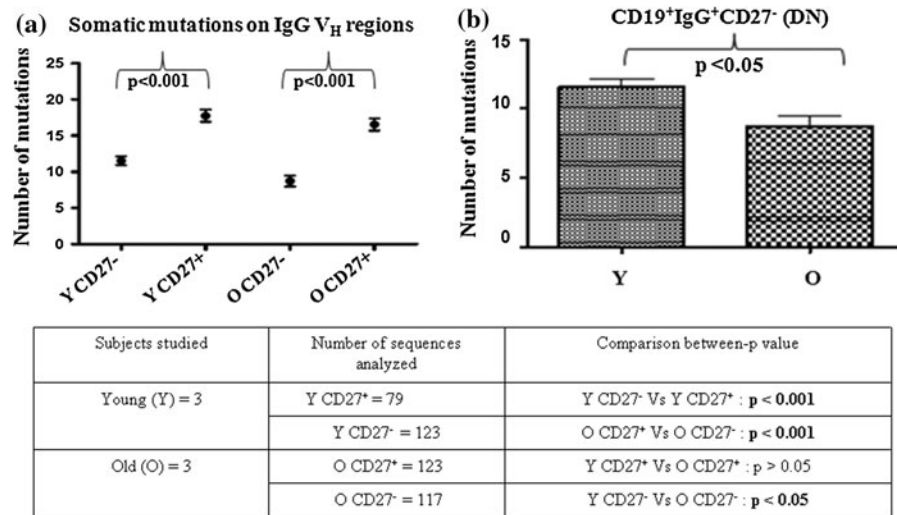 (a) Somatic mutations on IgG VH regions
Number of mutations
25
20
15
10
5
0
p<0.001
p<0.001
Y CD27-
Y CD27+
O CD27-
O CD27+
(b) CD19+IgG+CD27- (DN)
Number of mutations
15
10
5
0
p <0.05
Y
O
Subjects studied
Number of sequences analyzed
Comparison between-p value
Young (Y) = 3
Y CD27+ = 79
Y CD27- Vs Y CD27+ : p < 0.001
Y CD27- = 123
O CD27+ Vs O CD27- : p < 0.001
Old (O) = 3
O CD27+ = 123
Y CD27+ Vs O CD27+ : p > 0.05
O CD27- = 117
Y CD27- Vs O CD27- : p < 0.05